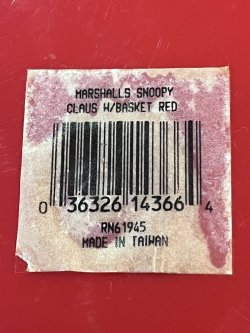 MARSHALLS SNOOPY
CLAUS W/BASKET RED
0 36326 14366 4
RN61945
MADE IN TAIWAN